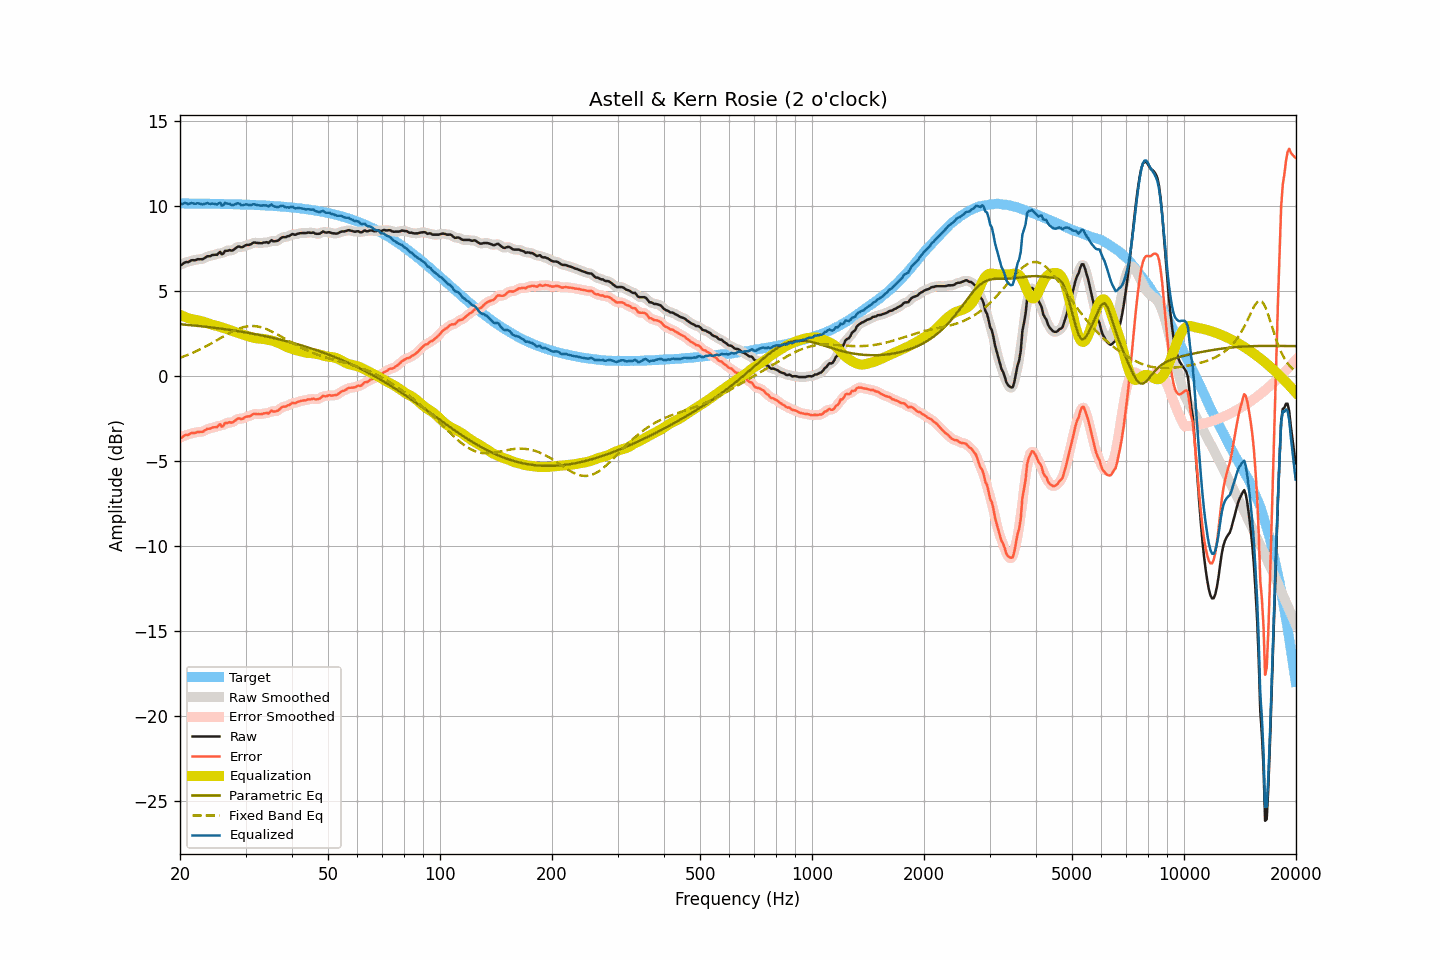 Astell & Kern Rosie (2 o'clock)
15
10
5
0
−5
−10
−15
−20
−25
Amplitude (dBr)
Target
Raw Smoothed
Error Smoothed
Raw
Error
Equalization
Parametric Eq
Fixed Band Eq
Equalized
20 50 100 200 500 1000 2000 5000 10000 20000
Frequency (Hz)